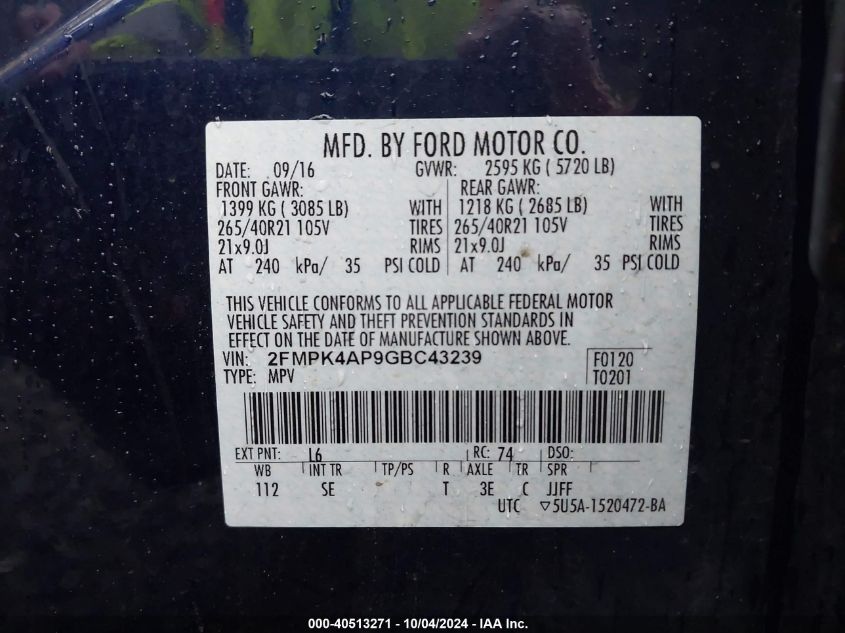 MFD. BY FORD MOTOR CO.
DATE: 09/16 GVWR: 2595 KG ( 5720 LB)
FRONT GAWR: REAR GAWR:
1399 KG ( 3085 LB) WITH 1218 KG ( 2685 LB) WITH
265/40R21 105V TIRES 265/40R21 105V TIRES
21x9.0J RIMS 21x9.0J RIMS
AT 240 kPa/ 35 PSI COLD AT 240 kPa/ 35 PSI COLD
THIS VEHICLE CONFORMS TO ALL APPLICABLE FEDERAL MOTOR
VEHICLE SAFETY AND THEFT PREVENTION STANDARDS IN
EFFECT ON THE DATE OF MANUFACTURE SHOWN ABOVE.
VIN: 2FMPK4AP9GBC43239 F0120
TYPE: MPV T0201
EXT PNT: L6 RC: 74 DSO:
WB INT TR TP/PS R AXLE TR SPR
112 SE T 3E C JJFF
UTC ▽5U5A-1520472-BA
000-40513271 - 10/04/2024 - IAA Inc.